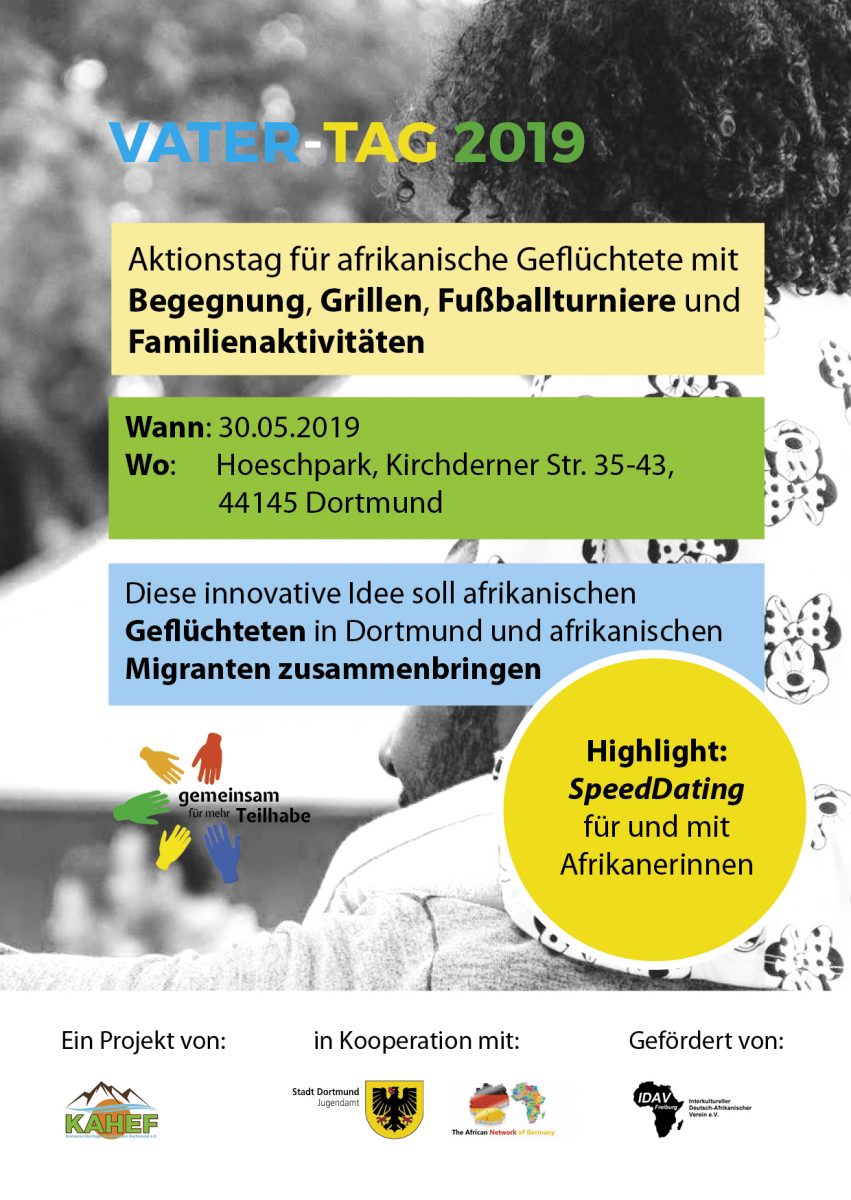 VATER-TAG 2019
Aktionstag für afrikanische Geflüchtete mit
Begegnung, Grillen, Fußballturniere und
Familienaktivitäten
Wann: 30.05.2019
Wo: Hoeschpark, Kirchderner Str. 35-43,
44145 Dortmund
Diese innovative Idee soll afrikanischen
Geflüchteten in Dortmund und afrikanischen
Migranten zusammenbringen
Highlight:
SpeedDating
für und mit
Afrikanerinnen
gemeinsam
für mehr Teilhabe
Ein Projekt von:
KAHEF
in Kooperation mit:
Stadt Dortmund
Jugendamt
The African Network of Germany
Gefördert von:
IDAV
Freiburg
Interkultureller
Deutsch-Afrikanischer
Verein e.V.